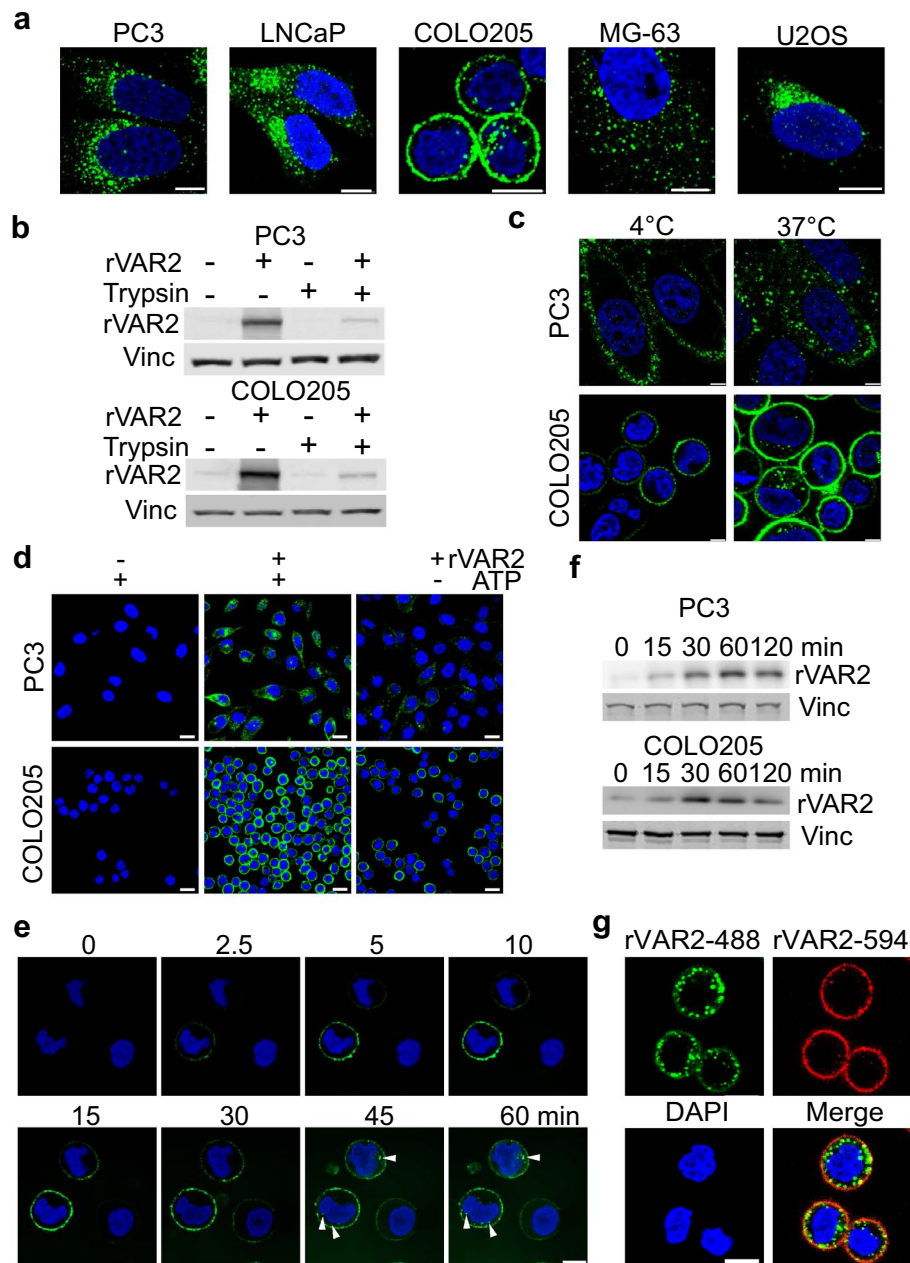 a
PC3 LNCaP COLO205 MG-63 U2OS
b
PC3
rVAR2 - + - +
Trypsin - - + +
rVAR2
Vinc
COLO205
rVAR2 - + - +
Trypsin - - + +
rVAR2
Vinc
c
4°C 37°C
PC3
COLO205
d
- + + rVAR2
+ + - ATP
PC3
COLO205
e
0 2.5 5 10
15 30 45 60 min
f
PC3
0 15 30 60 120 min
rVAR2
Vinc
COLO205
0 15 30 60 120 min
rVAR2
Vinc
g
rVAR2-488 rVAR2-594
DAPI Merge